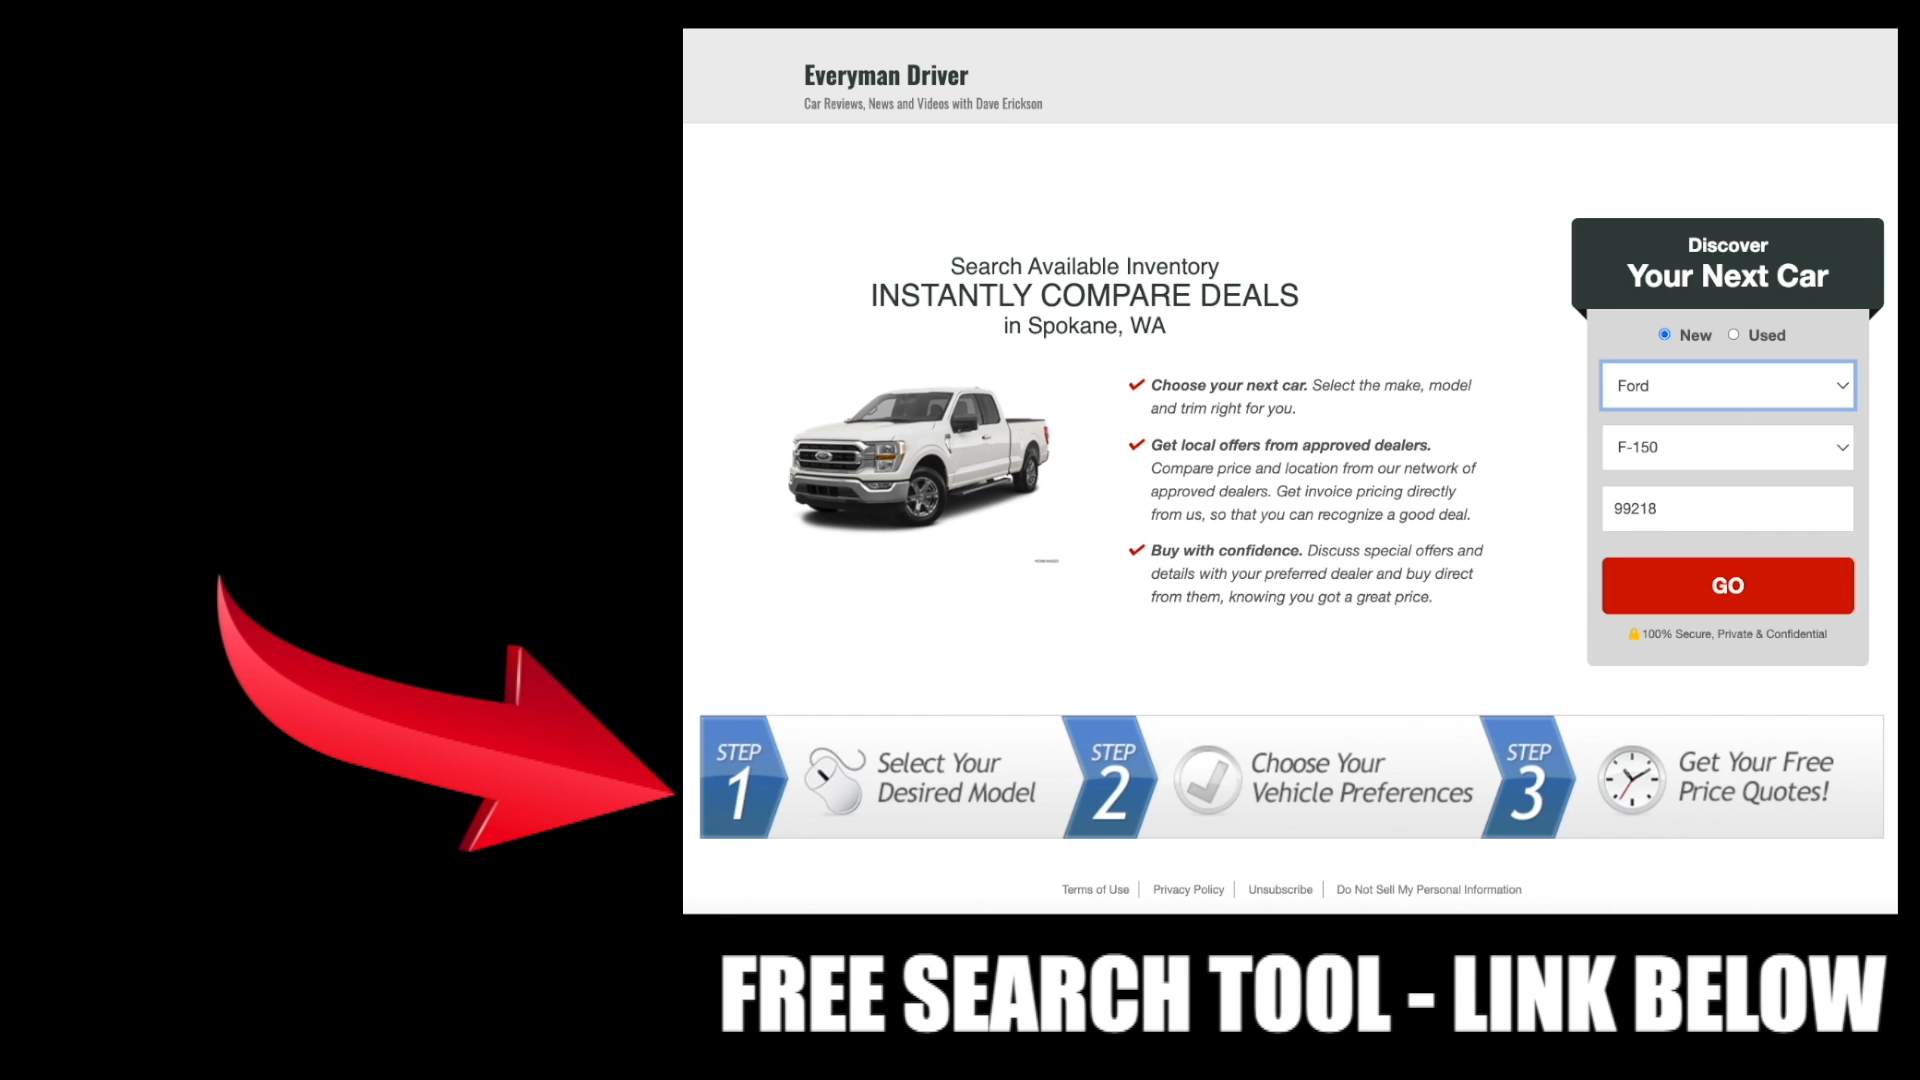 Everyman Driver
Car Reviews, News and Videos with Dave Erickson
Search Available Inventory
INSTANTLY COMPARE DEALS
in Spokane, WA
Choose your next car. Select the make, model
and trim right for you.
Get local offers from approved dealers.
Compare price and location from our network of
approved dealers. Get invoice pricing directly
from us, so that you can recognize a good deal.
Buy with confidence. Discuss special offers and
details with your preferred dealer and buy direct
from them, knowing you got a great price.
Discover
Your Next Car
New Used
Ford
F-150
99218
GO
100% Secure, Private & Confidential
STEP
1
Select Your
Desired Model
STEP
2
Choose Your
Vehicle Preferences
STEP
3
Get Your Free
Price Quotes!
Terms of Use
Privacy Policy
Unsubscribe
Do Not Sell My Personal Information
FREE SEARCH TOOL - LINK BELOW